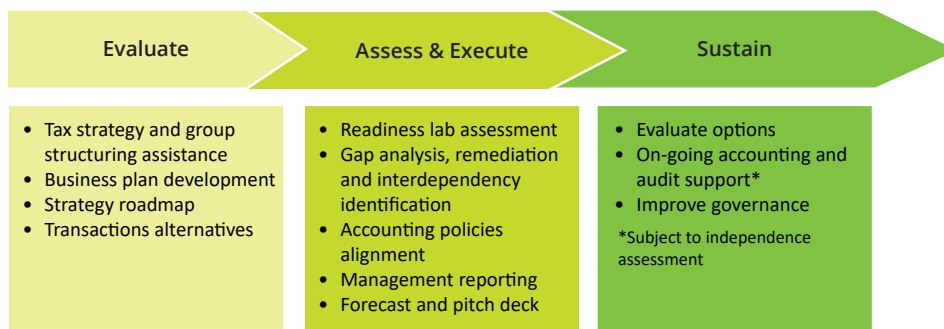 Evaluate
Assess & Execute
Sustain
• Tax strategy and group
structuring assistance
• Business plan development
• Strategy roadmap
• Transactions alternatives
• Readiness lab assessment
• Gap analysis, remediation
and interdependency
identification
• Accounting policies
alignment
• Management reporting
• Forecast and pitch deck
• Evaluate options
• On-going accounting and
audit support*
• Improve governance
*Subject to independence
assessment